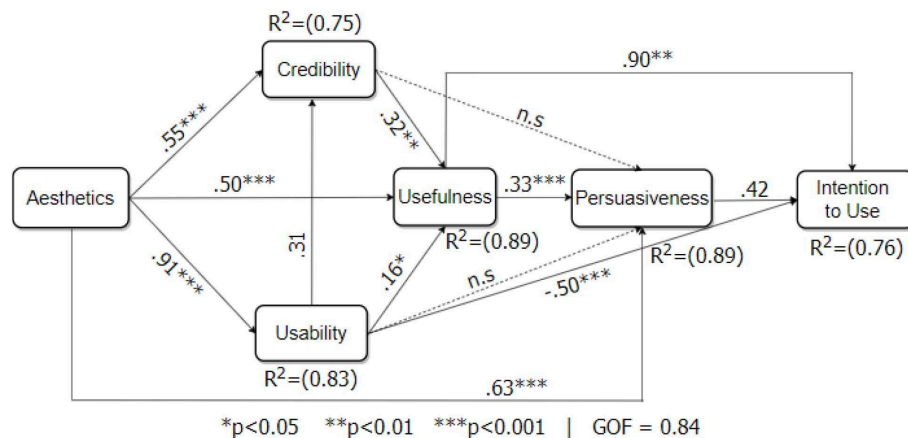 R²=(0.75)
Credibility
.90**
n.s
.55***
.32**
Aesthetics
.50***
Usefulness
.33***
Persuasiveness
.42
Intention
to Use
R²=(0.89)
R²=(0.89)
R²=(0.76)
.31
.91***
.16*
n.s
-.50***
Usability
R²=(0.83)
.63***
*p<0.05 **p<0.01 ***p<0.001 | GOF = 0.84